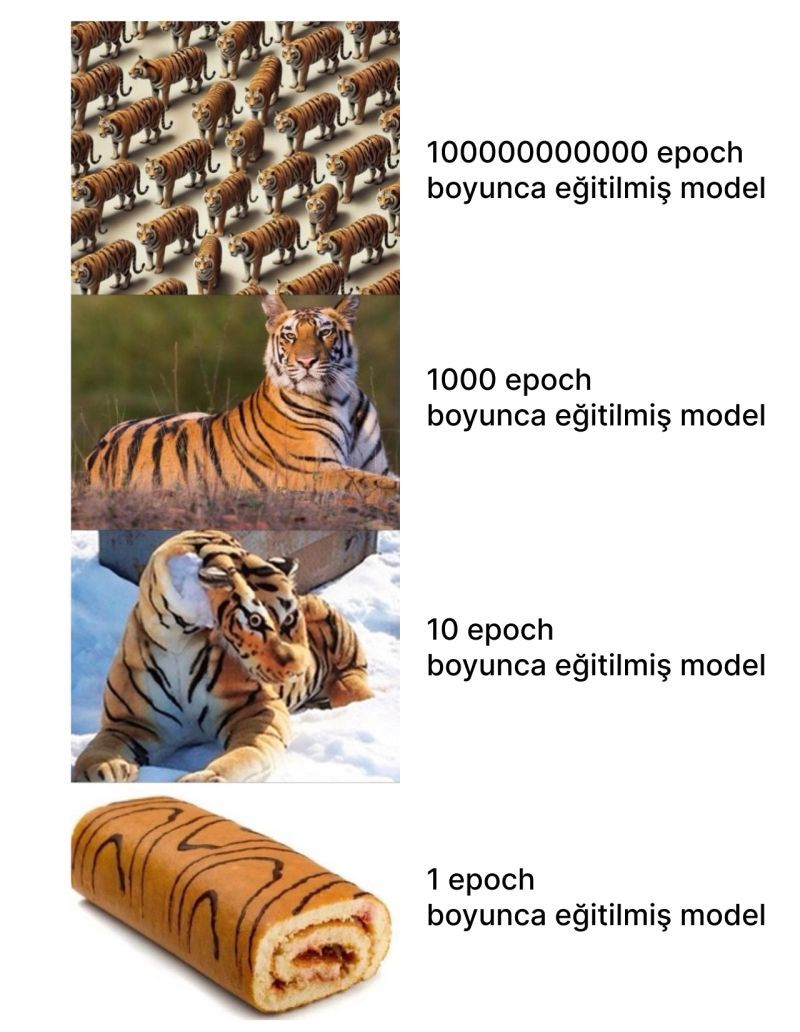 100000000000 epoch
boyunca eğitilmiş model
1000 epoch
boyunca eğitilmiş model
10 epoch
boyunca eğitilmiş model
1 epoch
boyunca eğitilmiş model